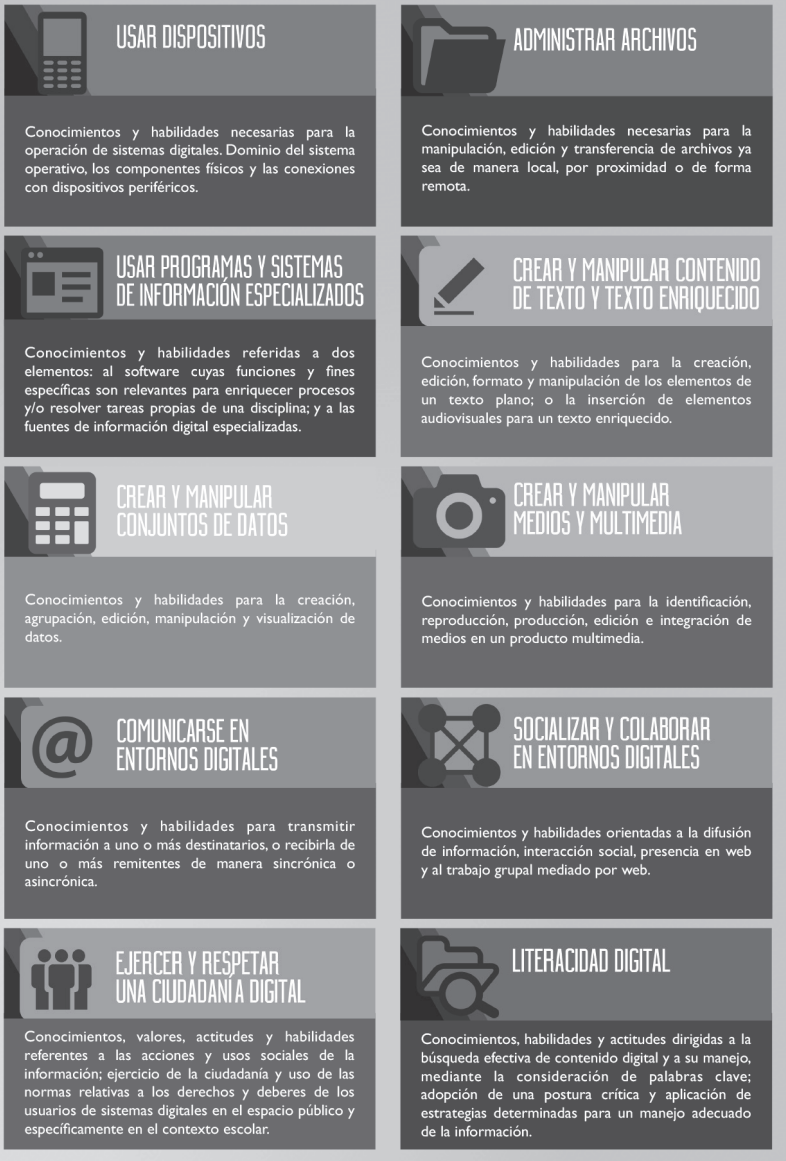 USAR DISPOSITIVOS
Conocimientos y habilidades necesarias para la
operación de sistemas digitales. Dominio del sistema
operativo, los componentes físicos y las conexiones
con dispositivos periféricos.
ADMINISTRAR ARCHIVOS
Conocimientos y habilidades necesarias para la
manipulación, edición y transferencia de archivos ya
sea de manera local, por proximidad o de forma
remota.
USAR PROGRAMAS Y SISTEMAS
DE INFORMACIÓN ESPECIALIZADOS
Conocimientos y habilidades referidas a dos
elementos: al software cuyas funciones y fines
específicas son relevantes para enriquecer procesos
y/o resolver tareas propias de una disciplina; y a las
fuentes de información digital especializadas.
CREAR Y MANIPULAR CONTENIDO
DE TEXTO Y TEXTO ENRIQUECIDO
Conocimientos y habilidades para la creación,
edición, formato y manipulación de los elementos de
un texto plano; o la inserción de elementos
audiovisuales para un texto enriquecido.
CREAR Y MANIPULAR
CONJUNTOS DE DATOS
Conocimientos y habilidades para la creación,
agrupación, edición, manipulación y visualización de
datos.
CREAR Y MANIPULAR
MEDIOS Y MULTIMEDIA
Conocimientos y habilidades para la identificación,
reproducción, producción, edición e integración de
medios en un producto multimedia.
@
COMUNICARSE EN
ENTORNOS DIGITALES
Conocimientos y habilidades para transmitir
información a uno o más destinatarios, o recibirla de
uno o más remitentes de manera sincrónica o
asincrónica.
SOCIALIZAR Y COLABORAR
EN ENTORNOS DIGITALES
Conocimientos y habilidades orientadas a la difusión
de información, interacción social, presencia en web
y al trabajo grupal mediado por web.
EJERCER Y RESPETAR
UNA CIUDADANÍA DIGITAL
Conocimientos, valores, actitudes y habilidades
referentes a las acciones y usos sociales de la
información; ejercicio de la ciudadanía y uso de las
normas relativas a los derechos y deberes de los
usuarios de sistemas digitales en el espacio público y
específicamente en el contexto escolar.
LITERACIDAD DIGITAL
Conocimientos, habilidades y actitudes dirigidas a la
búsqueda efectiva de contenido digital y a su manejo,
mediante la consideración de palabras clave;
adopción de una postura crítica y aplicación de
estrategias determinadas para un manejo adecuado
de la información.